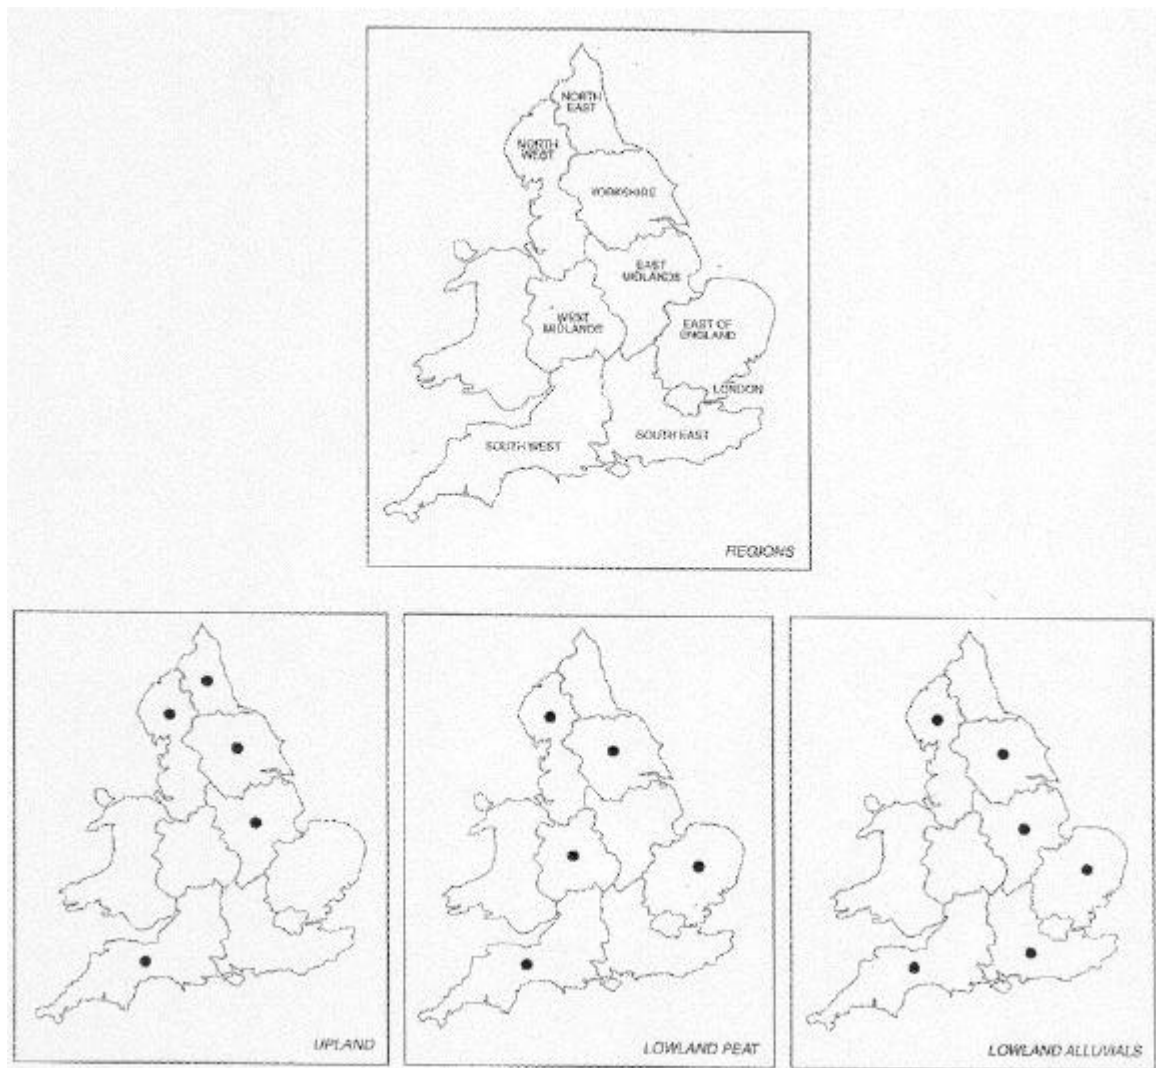 NORTH
EAST
NORTH
WEST
YORKSHIRE
EAST
MIDLANDS
WEST
MIDLANDS
EAST OF
ENGLAND
LONDON
SOUTH WEST
SOUTH EAST
REGIONS
UPLAND
LOWLAND PEAT
LOWLAND ALLUVIALS